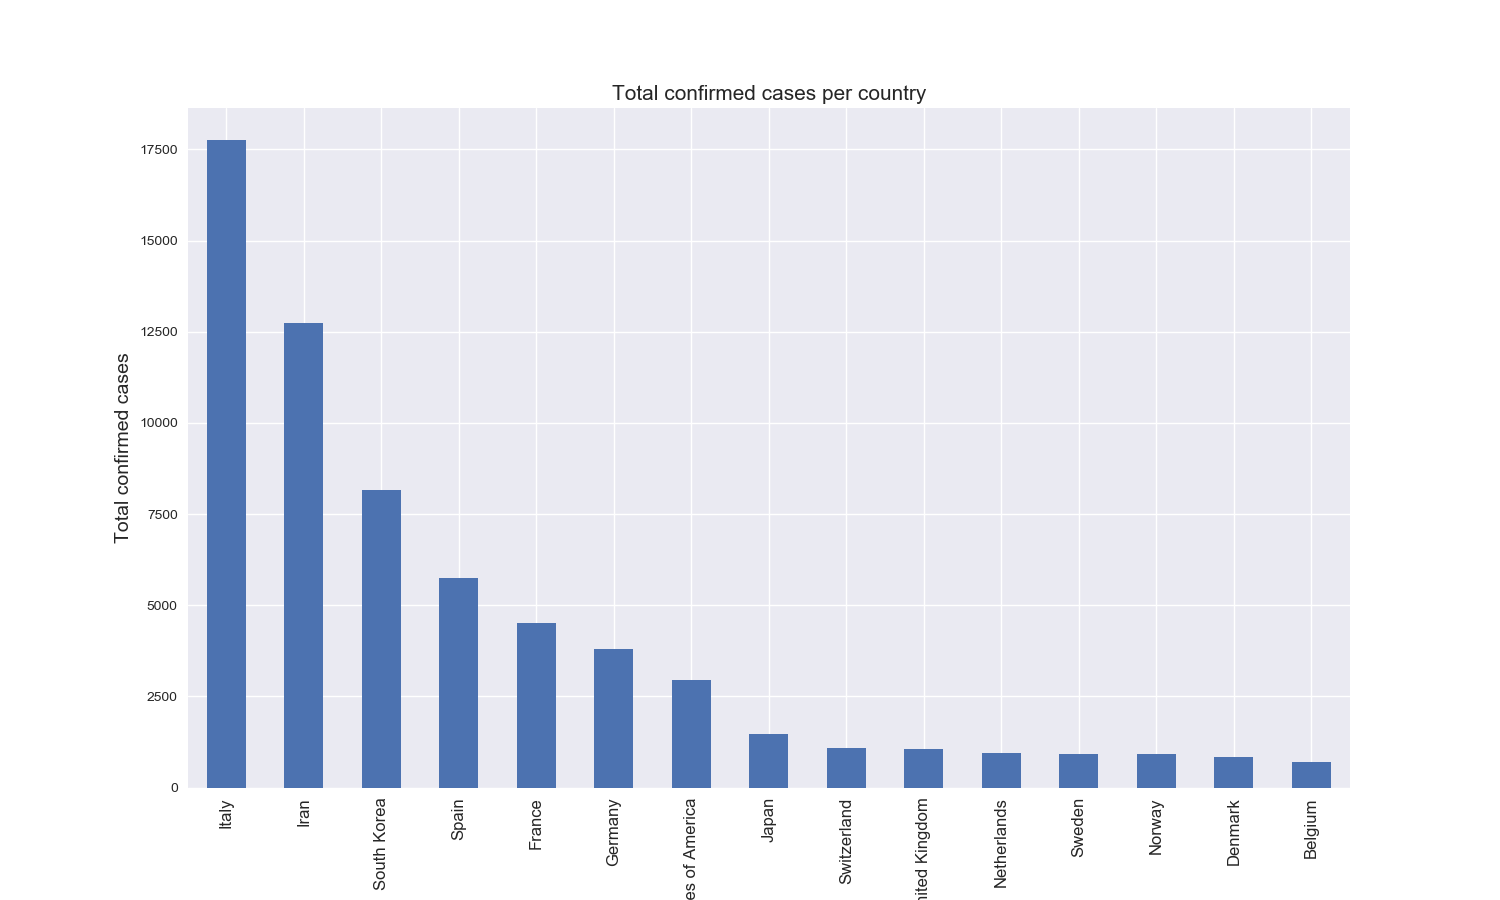 Total confirmed cases per country
Total confirmed cases
17500
15000
12500
10000
7500
5000
2500
0
Italy
Iran
South Korea
Spain
France
Germany
es of America
Japan
Switzerland
nited Kingdom
Netherlands
Sweden
Norway
Denmark
Belgium